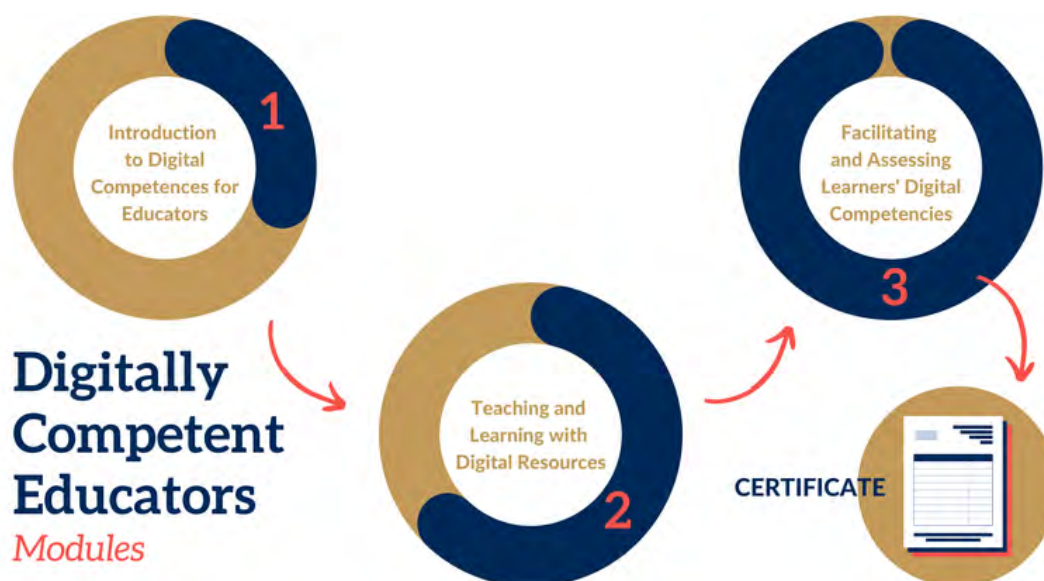 1
Introduction
to Digital
Competences for
Educators
Digitally
Competent
Educators
Modules
Teaching and
Learning with
Digital Resources
2
Facilitating
and Assessing
Learners' Digital
Competencies
3
CERTIFICATE